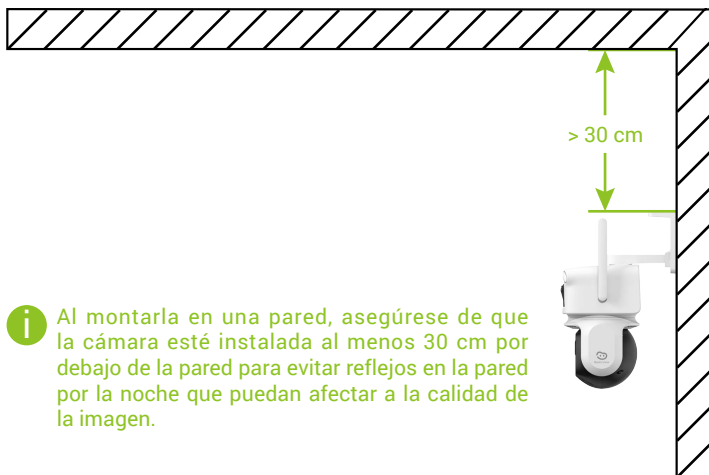 > 30 cm
i
Al montarla en una pared, asegúrese de que
la cámara esté instalada al menos 30 cm por
debajo de la pared para evitar reflejos en la pared
por la noche que puedan afectar a la calidad de
la imagen.